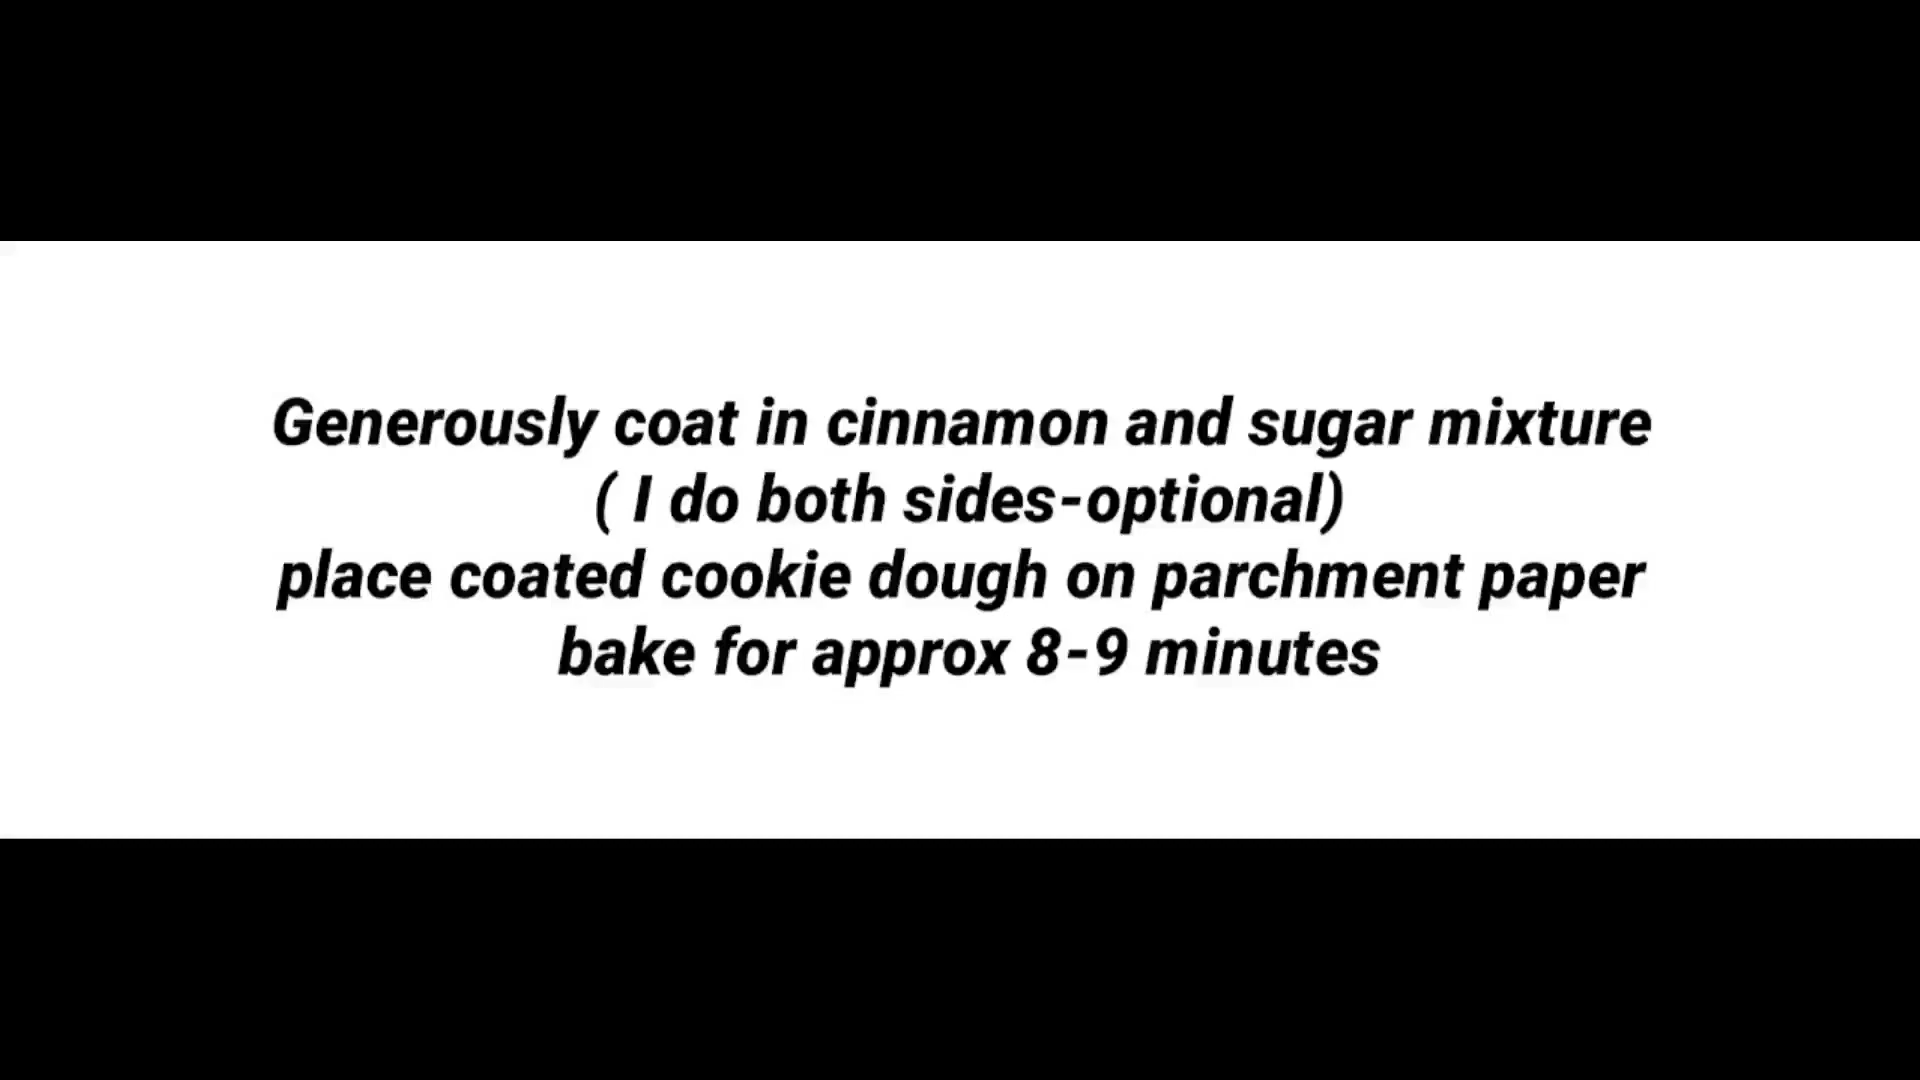 Generously coat in cinnamon and sugar mixture
( I do both sides-optional)
place coated cookie dough on parchment paper
bake for approx 8-9 minutes